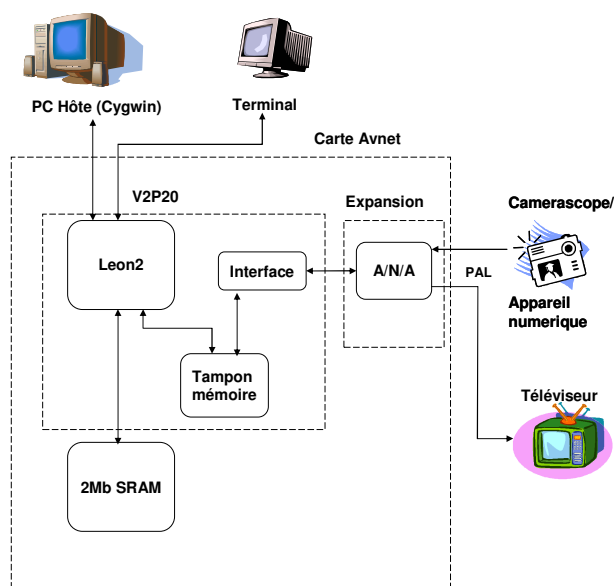 PC Hôte (Cygwin)
Terminal
Carte Avnet
V2P20
Expansion
Camerascope/
Leon2
Interface
A/N/A
PAL
Appareil
numerique
Tampon
mémoire
Téléviseur
2Mb SRAM